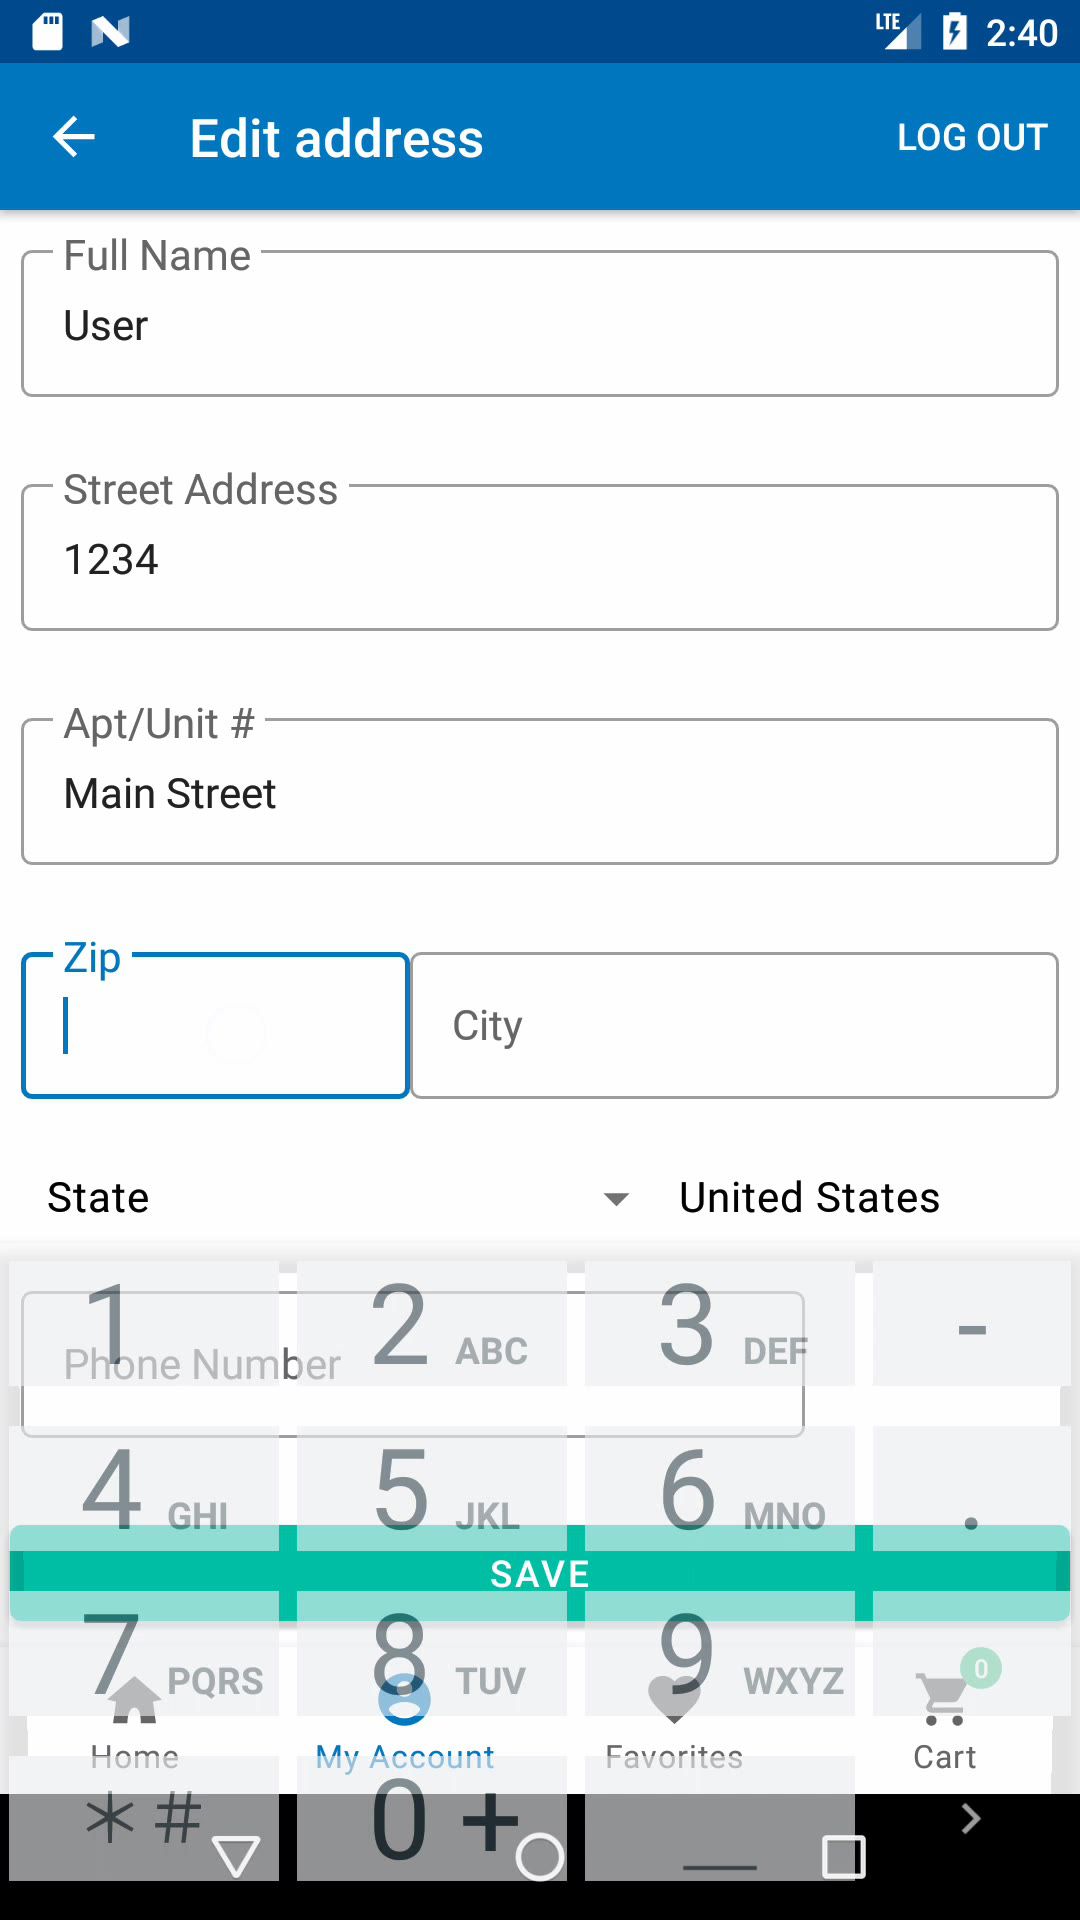 LTE 2:40
Edit address LOG OUT
Full Name
User
Street Address
1234
Apt/Unit #
Main Street
Zip
City
State United States
1 2 ABC 3 DEF -
Phone Number
4 GHI 5 JKL 6 MNO .
SAVE
7 PQRS 8 TUV 9 WXYZ
0
Home My Account Favorites Cart
* # 0 + _